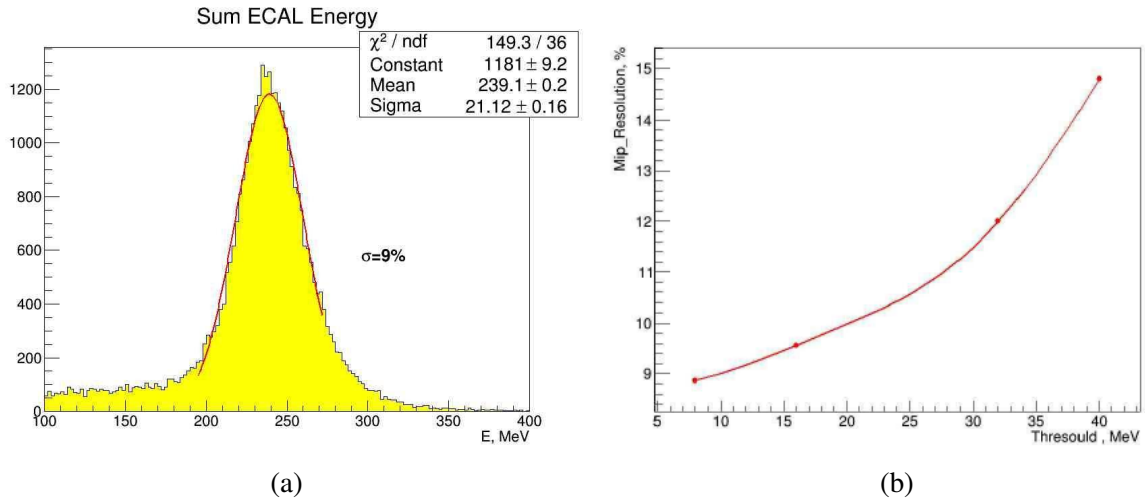 Sum ECAL Energy
χ² / ndf 149.3 / 36
Constant 1181 ± 9.2
Mean 239.1 ± 0.2
Sigma 21.12 ± 0.16
1200
1000
800
600
400
200
0
σ=9%
100 150 200 250 300 350 400
E, MeV
(a)
Mip_Resolution, %
15
14
13
12
11
10
9
5 10 15 20 25 30 35 40
Thresould , MeV
(b)